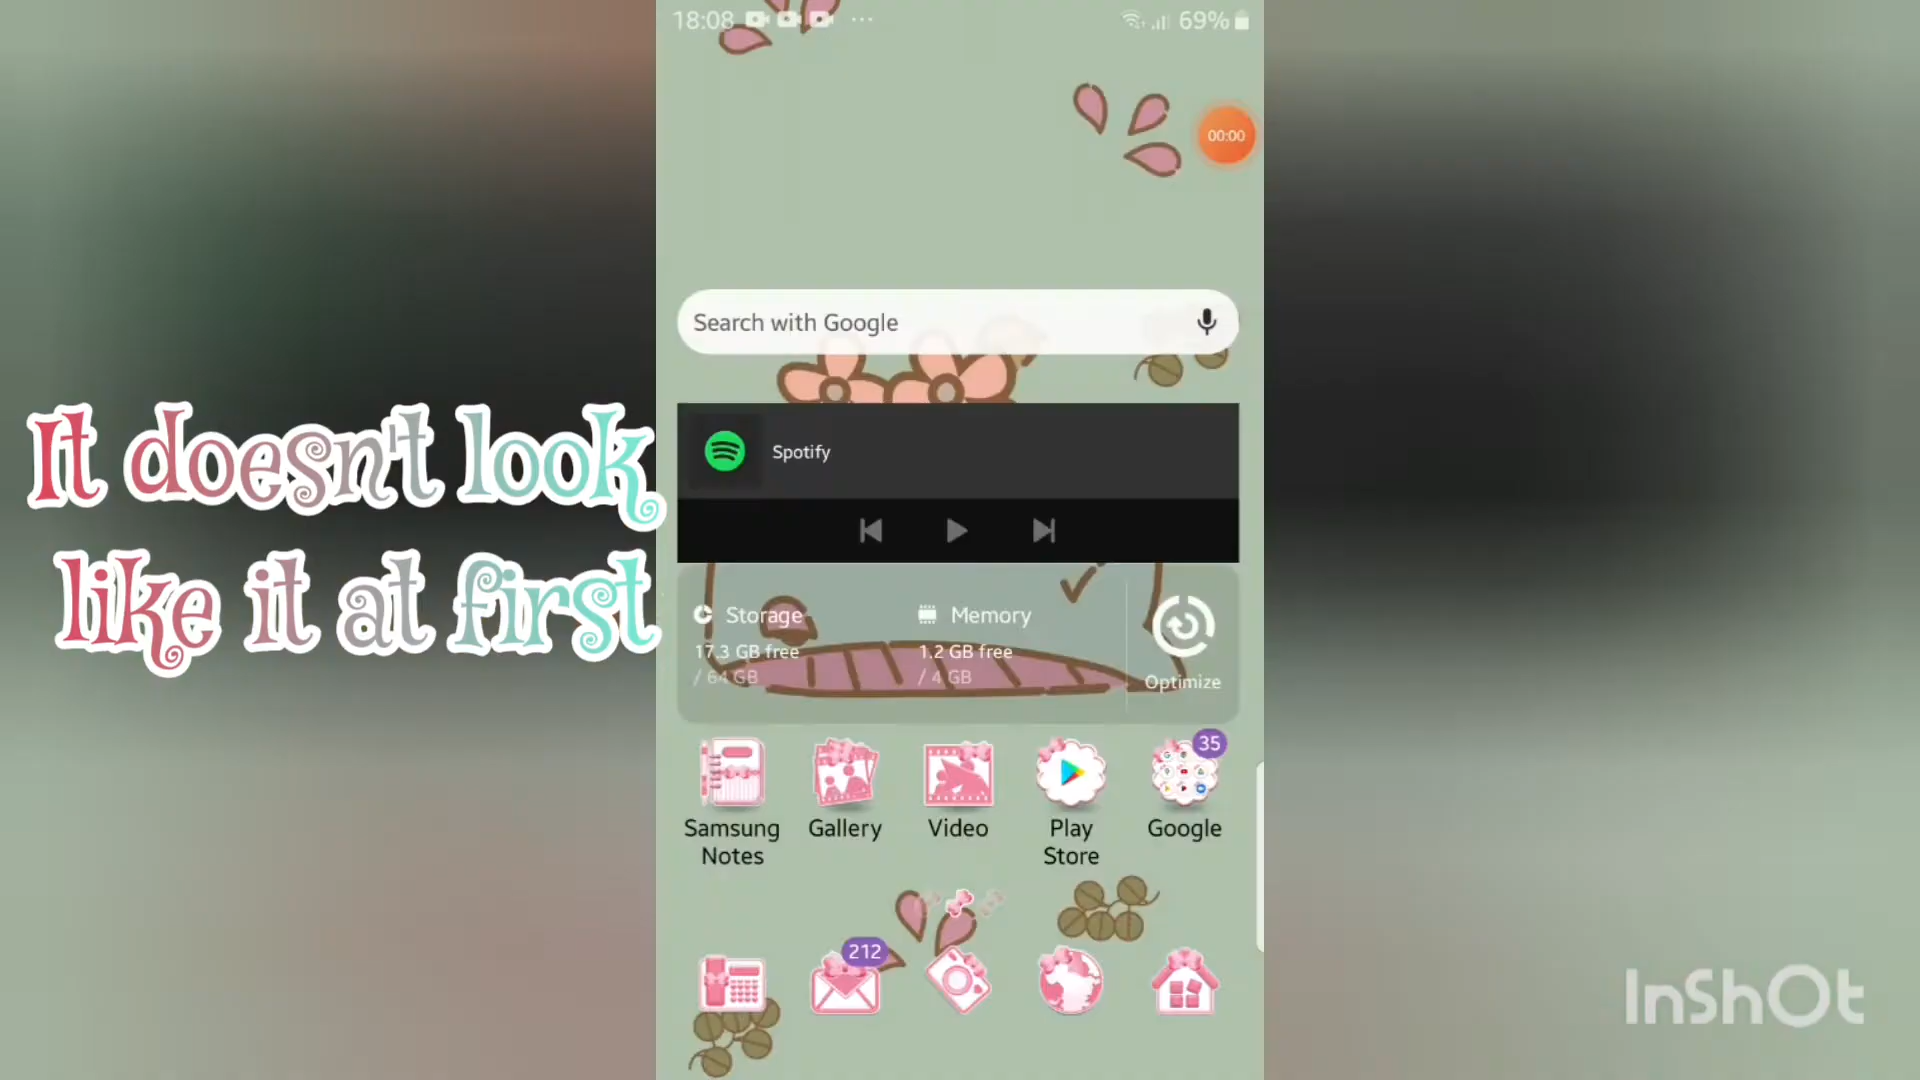 18:08
69%
00:00
Search with Google
It doesn't look
like it at first
Spotify
Storage
Memory
17.3 GB free
1.2 GB free
/ 64 GB
/ 4 GB
Optimize
35
Samsung
Notes
Gallery
Video
Play
Store
Google
212
InShOt